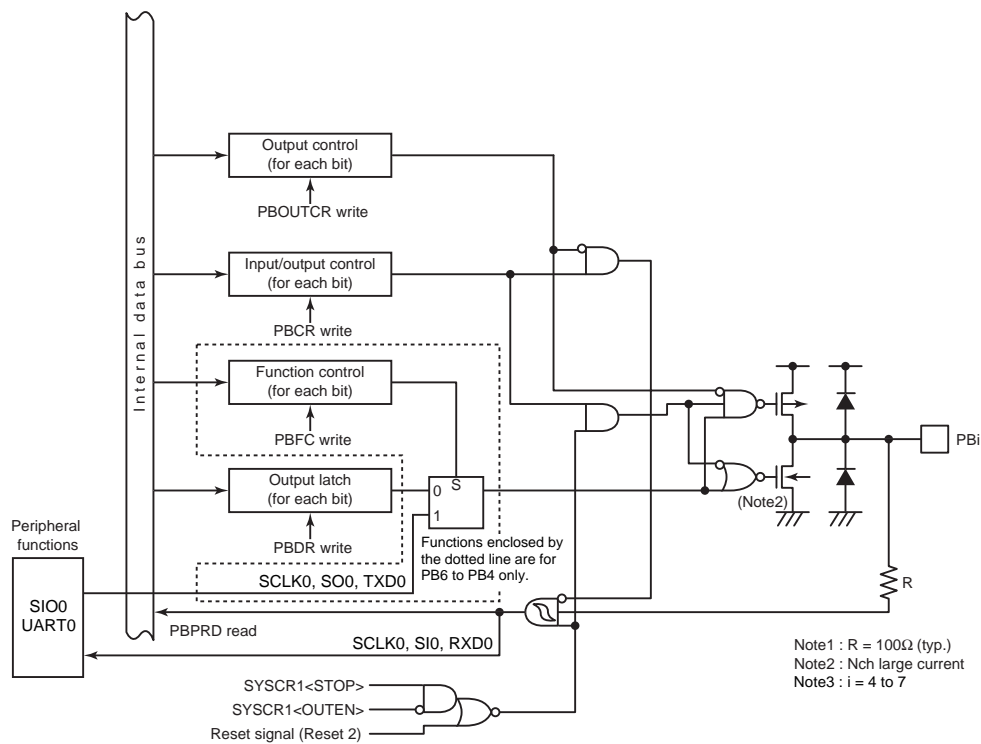 Internal data bus
Output control
(for each bit)
PBOUTCR write
Input/output control
(for each bit)
PBCR write
Function control
(for each bit)
PBFC write
Output latch
(for each bit)
PBDR write
0
S
1
Functions enclosed by
the dotted line are for
PB6 to PB4 only.
(Note2)
PBi
R
Peripheral
functions
SIO0
UART0
SCLK0, SO0, TXD0
PBPRD read
SCLK0, SI0, RXD0
SYSCR1<STOP>
SYSCR1<OUTEN>
Reset signal (Reset 2)
Note1 : R = 100Ω (typ.)
Note2 : Nch large current
Note3 : i = 4 to 7